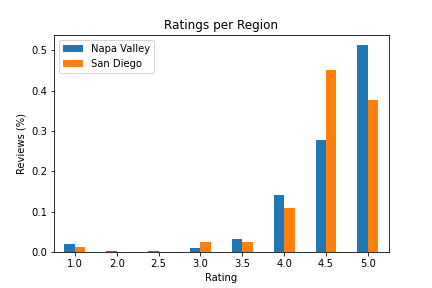 Ratings per Region
Napa Valley
San Diego
Reviews (%)
0.5
0.4
0.3
0.2
0.1
0.0
1.0 2.0 2.5 3.0 3.5 4.0 4.5 5.0
Rating